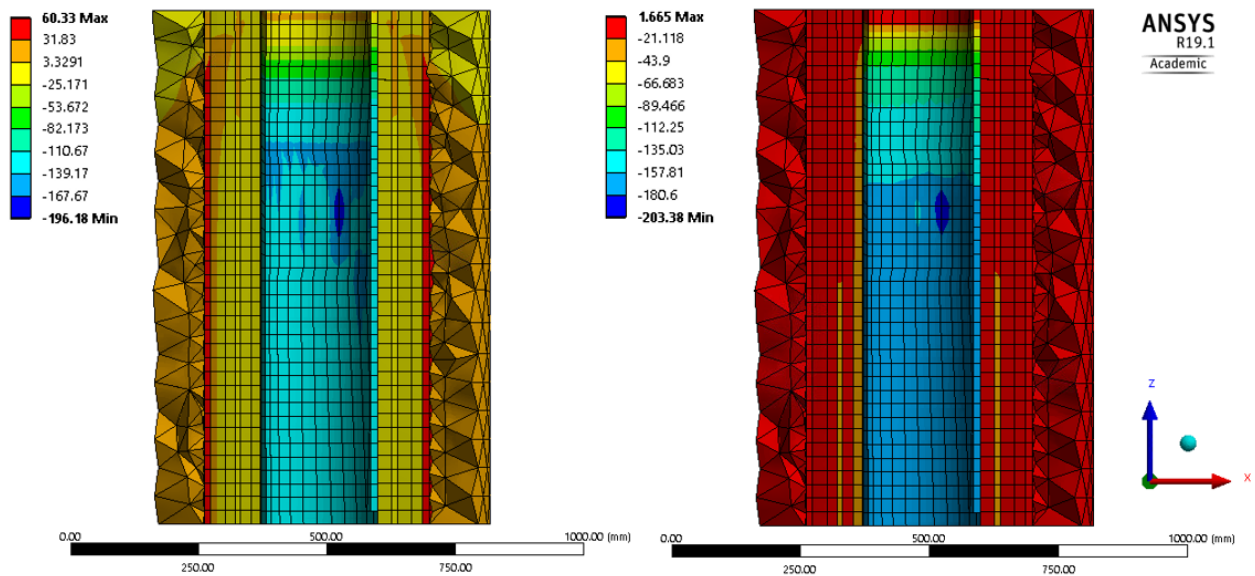 60.33 Max
31.83
3.3291
-25.171
-53.672
-82.173
-110.67
-139.17
-167.67
-196.18 Min
0.00
500.00
1000.00 (mm)
250.00
750.00
1.665 Max
-21.118
-43.9
-66.683
-89.466
-112.25
-135.03
-157.81
-180.6
-203.38 Min
0.00
500.00
1000.00 (mm)
250.00
750.00
ANSYS
R19.1
Academic
Z
X